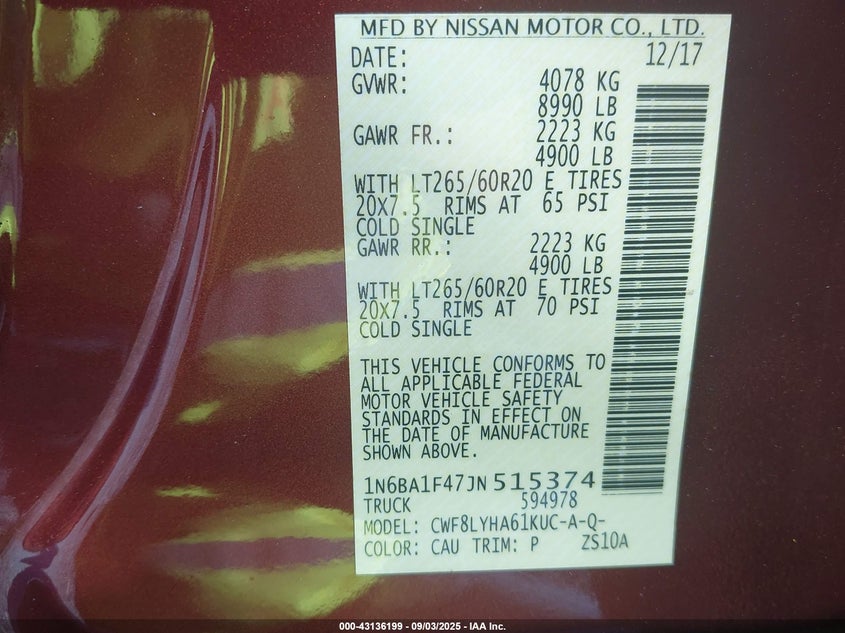 MFD BY NISSAN MOTOR CO., LTD.
DATE: 12/17
GVWR: 4078 KG
8990 LB
GAWR FR.: 2223 KG
4900 LB
WITH LT265/60R20 E TIRES
20X7.5 RIMS AT 65 PSI
COLD SINGLE
GAWR RR.: 2223 KG
4900 LB
WITH LT265/60R20 E TIRES
20X7.5 RIMS AT 70 PSI
COLD SINGLE
THIS VEHICLE CONFORMS TO
ALL APPLICABLE FEDERAL
MOTOR VEHICLE SAFETY
STANDARDS IN EFFECT ON
THE DATE OF MANUFACTURE
SHOWN ABOVE.
1N6BA1F47JN515374
TRUCK 594978
MODEL: CWF8LYHA61KUC-A-Q-
COLOR: CAU TRIM: P ZS10A
000-43136199 - 09/03/2025 - IAA Inc.